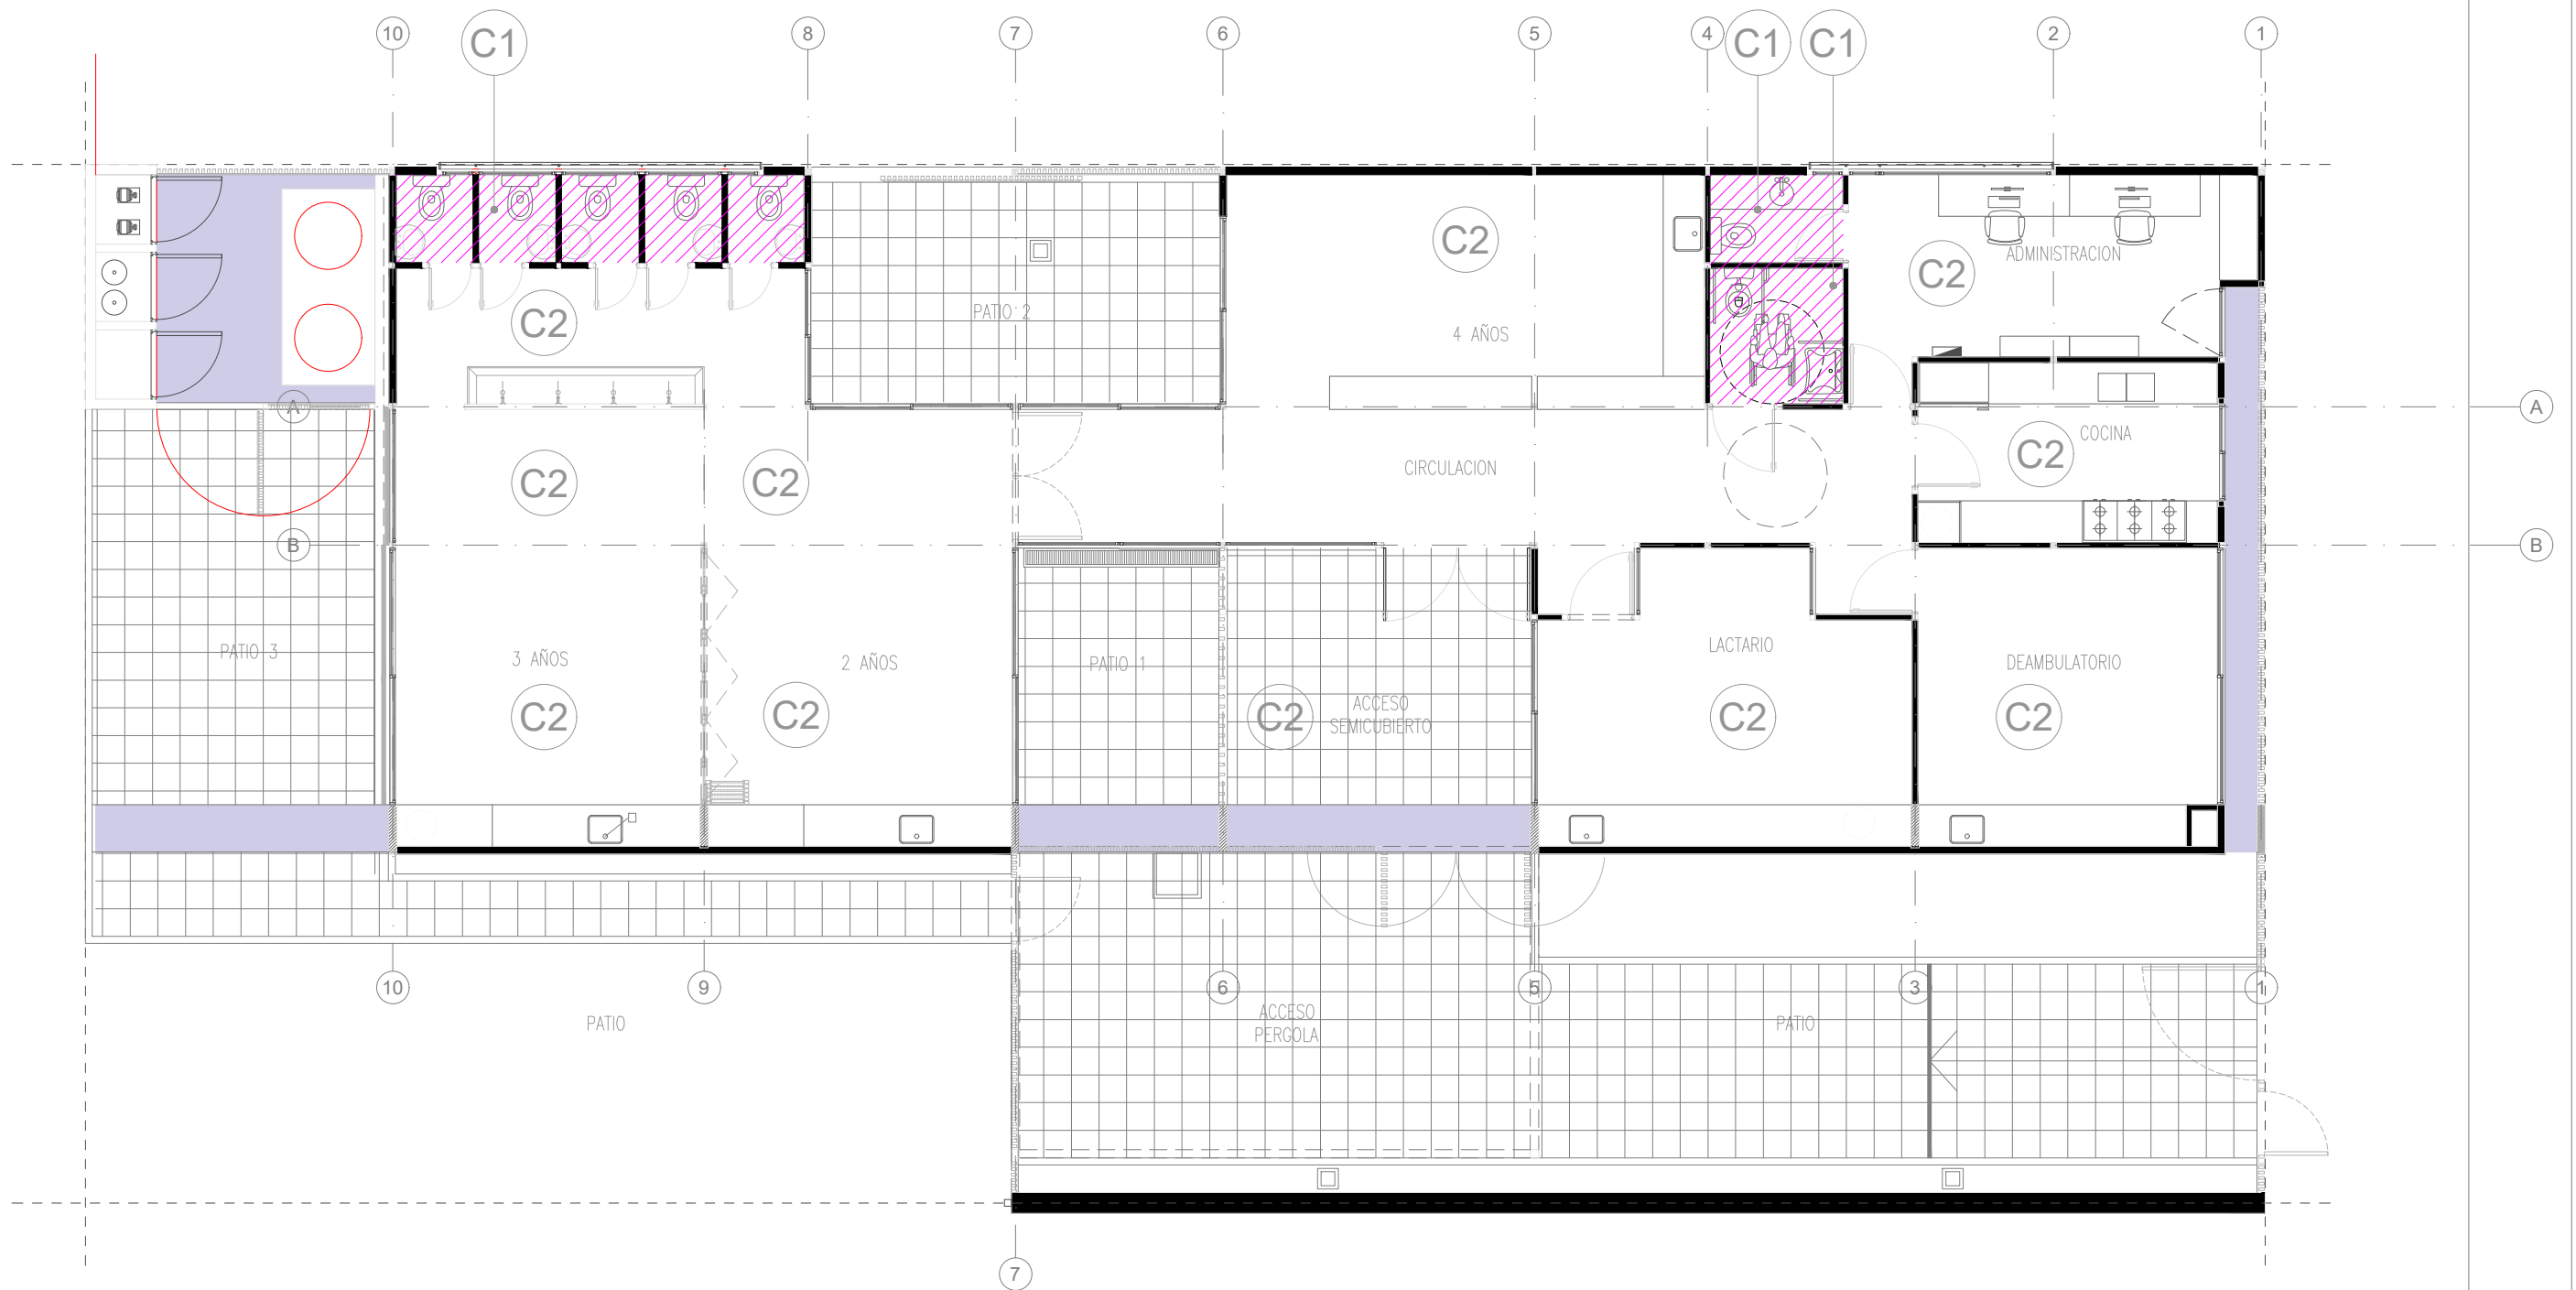 10
C1
8
7
6
5
4
C1
C1
2
1
C2
C2
C2
ADMINISTRACION
PATIO 2
C2
4 AÑOS
A
A
COCINA
C2
CIRCULACION
C2
C2
B
B
PATIO 3
3 AÑOS
2 AÑOS
PATIO 1
LACTARIO
DEAMBULATORIO
C2
C2
C2
ACCESO
SEMICUBIERTO
C2
C2
10
9
6
5
3
1
PATIO
ACCESO
PERGOLA
PATIO
7